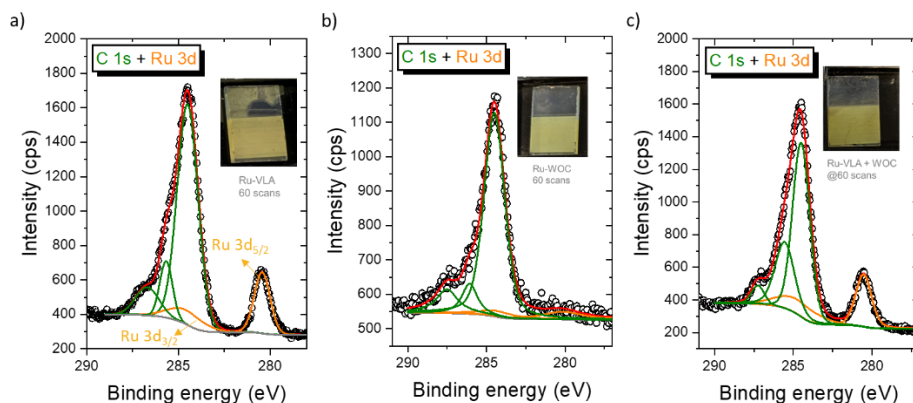 a)
C 1s + Ru 3d
Ru-VLA
60 scans
Ru 3d5/2
Ru 3d3/2
2000
1800
1600
1400
1200
1000
800
600
400
200
290
285
280
Intensity (cps)
Binding energy (eV)
b)
C 1s + Ru 3d
Ru-WOC
60 scans
1300
1200
1100
1000
900
800
700
600
500
290
285
280
Intensity (cps)
Binding energy (eV)
c)
C 1s + Ru 3d
Ru-VLA + WOC
@60 scans
2000
1800
1600
1400
1200
1000
800
600
400
200
290
285
280
Intensity (cps)
Binding energy (eV)